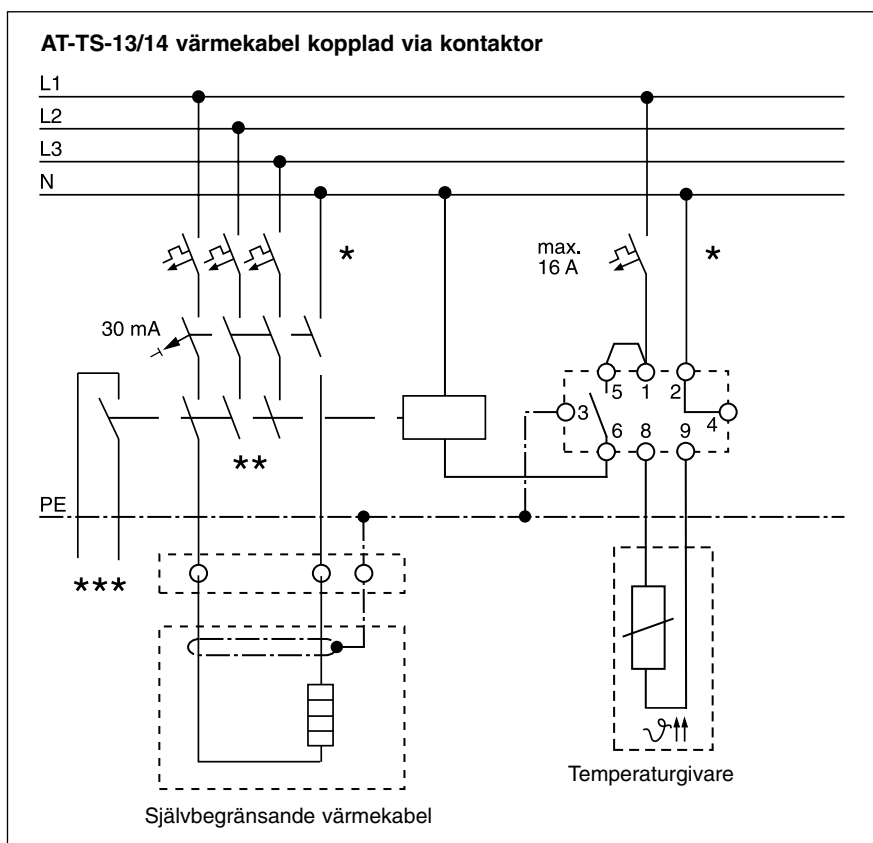 AT-TS-13/14 värmekabel kopplad via kontaktor
L1
L2
L3
N
*
max.
16 A
*
30 mA
5 1 2
3
4
6 8 9
**
PE
***
ϑ
Temperaturgivare
Självbegränsande värmekabel